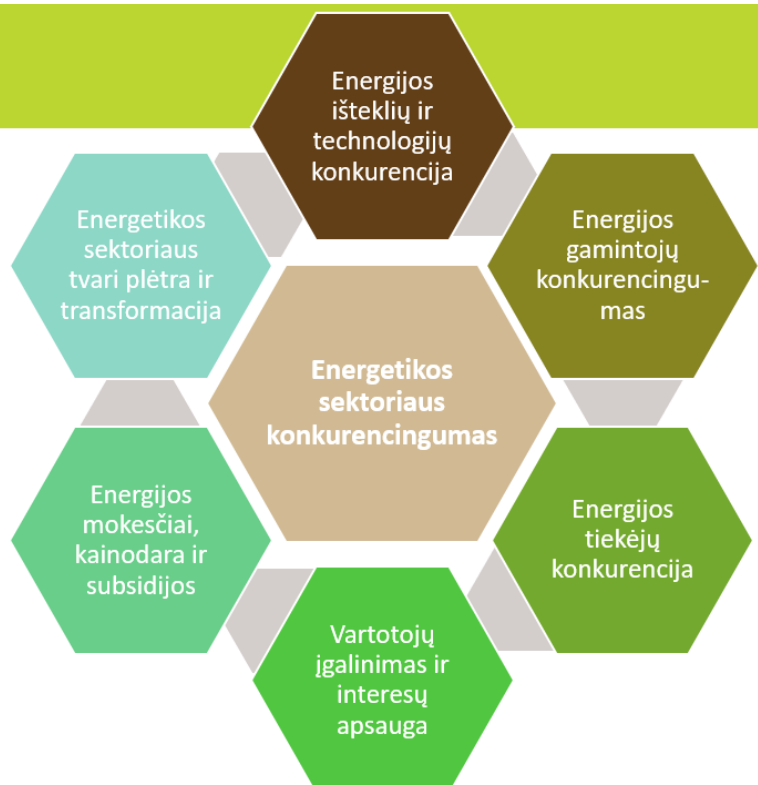 Energijos
išteklių ir
technologijų
konkurencija
Energijos
gamintojų
konkurencingu-
mas
Energijos
tiekėjų
konkurencija
Vartotojų
įgalinimas ir
interesų
apsauga
Energijos
mokesčiai,
kainodara ir
subsidijos
Energetikos
sektoriaus
tvari plėtra ir
transformacija
Energetikos
sektoriaus
konkurencingumas